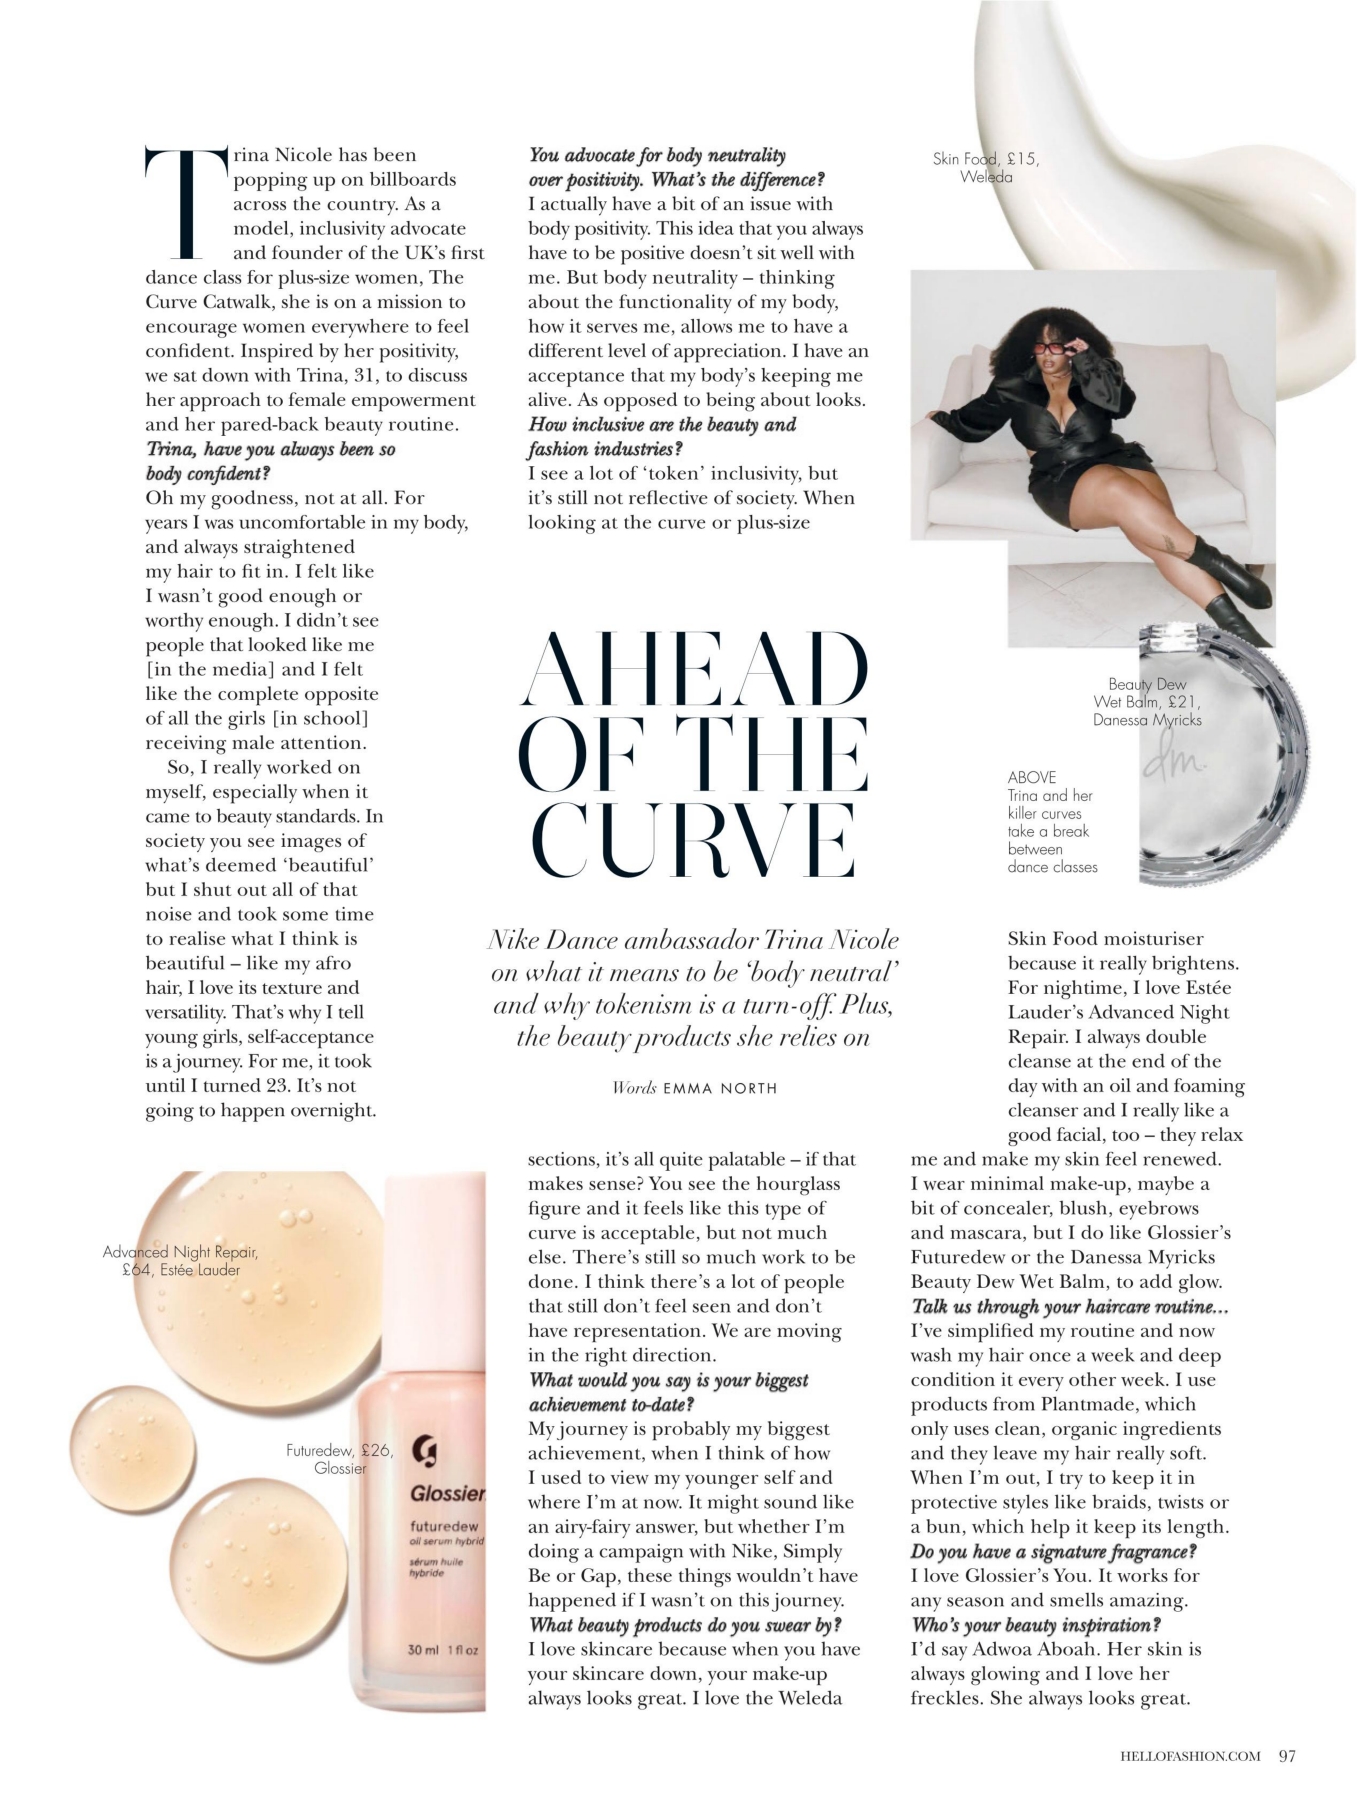 Trina Nicole has been
popping up on billboards
across the country. As a
model, inclusivity advocate
and founder of the UK's first
dance class for plus-size women, The
Curve Catwalk, she is on a mission to
encourage women everywhere to feel
confident. Inspired by her positivity,
we sat down with Trina, 31, to discuss
her approach to female empowerment
and her pared-back beauty routine.
Trina, have you always been so
body confident?
Oh my goodness, not at all. For
years I was uncomfortable in my body,
and always straightened
my hair to fit in. I felt like
I wasn't good enough or
worthy enough. I didn't see
people that looked like me
[in the media] and I felt
like the complete opposite
of all the girls [in school]
receiving male attention.
So, I really worked on
myself, especially when it
came to beauty standards. In
society you see images of
what's deemed 'beautiful'
but I shut out all of that
noise and took some time
to realise what I think is
beautiful – like my afro
hair, I love its texture and
versatility. That's why I tell
young girls, self-acceptance
is a journey. For me, it took
until I turned 23. It's not
going to happen overnight.
You advocate for body neutrality
over positivity. What's the difference?
I actually have a bit of an issue with
body positivity. This idea that you always
have to be positive doesn't sit well with
me. But body neutrality – thinking
about the functionality of my body,
how it serves me, allows me to have a
different level of appreciation. I have an
acceptance that my body's keeping me
alive. As opposed to being about looks.
How inclusive are the beauty and
fashion industries?
I see a lot of 'token' inclusivity, but
it's still not reflective of society. When
looking at the curve or plus-size
AHEAD
OF THE
CURVE
Nike Dance ambassador Trina Nicole
on what it means to be 'body neutral'
and why tokenism is a turn-off. Plus,
the beauty products she relies on
Words EMMA NORTH
sections, it's all quite palatable – if that
makes sense? You see the hourglass
figure and it feels like this type of
curve is acceptable, but not much
else. There's still so much work to be
done. I think there's a lot of people
that still don't feel seen and don't
have representation. We are moving
in the right direction.
What would you say is your biggest
achievement to-date?
My journey is probably my biggest
achievement, when I think of how
I used to view my younger self and
where I'm at now. It might sound like
an airy-fairy answer, but whether I'm
doing a campaign with Nike, Simply
Be or Gap, these things wouldn't have
happened if I wasn't on this journey.
What beauty products do you swear by?
I love skincare because when you have
your skincare down, your make-up
always looks great. I love the Weleda
Skin Food, £15,
Weleda
Beauty Dew
Wet Balm, £21,
Danessa Myricks
dm.
ABOVE
Trina and her
killer curves
take a break
between
dance classes
Skin Food moisturiser
because it really brightens.
For nightime, I love Estée
Lauder's Advanced Night
Repair. I always double
cleanse at the end of the
day with an oil and foaming
cleanser and I really like a
good facial, too – they relax
me and make my skin feel renewed.
I wear minimal make-up, maybe a
bit of concealer, blush, eyebrows
and mascara, but I do like Glossier's
Futuredew or the Danessa Myricks
Beauty Dew Wet Balm, to add glow.
Talk us through your haircare routine...
I've simplified my routine and now
wash my hair once a week and deep
condition it every other week. I use
products from Plantmade, which
only uses clean, organic ingredients
and they leave my hair really soft.
When I'm out, I try to keep it in
protective styles like braids, twists or
a bun, which help it keep its length.
Do you have a signature fragrance?
I love Glossier's You. It works for
any season and smells amazing.
Who's your beauty inspiration?
I'd say Adwoa Aboah. Her skin is
always glowing and I love her
freckles. She always looks great.
Advanced Night Repair,
£64, Estée Lauder
Futuredew, £26,
Glossier
G
Glossier
futuredew
oil serum hybrid
sérum huile
hybride
30 ml 1 fl oz
HELLOFASHION.COM 97